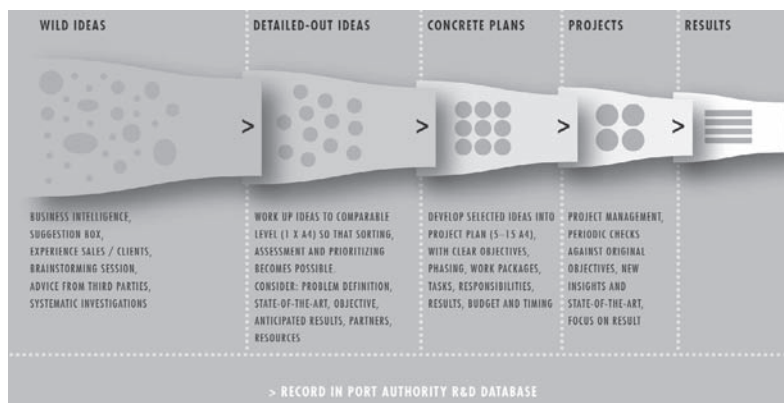 WILD IDEAS
DETAILED-OUT IDEAS
CONCRETE PLANS
PROJECTS
RESULTS
>
>
>
>
BUSINESS INTELLIGENCE,
SUGGESTION BOX,
EXPERIENCE SALES / CLIENTS,
BRAINSTORMING SESSION,
ADVICE FROM THIRD PARTIES,
SYSTEMATIC INVESTIGATIONS
WORK UP IDEAS TO COMPARABLE
LEVEL (1 X A4) SO THAT SORTING,
ASSESSMENT AND PRIORITIZING
BECOMES POSSIBLE.
CONSIDER: PROBLEM DEFINITION,
STATE-OF-THE-ART, OBJECTIVE,
ANTICIPATED RESULTS, PARTNERS,
RESOURCES
DEVELOP SELECTED IDEAS INTO
PROJECT PLAN (5–15 A4),
WITH CLEAR OBJECTIVES,
PHASING, WORK PACKAGES,
TASKS, RESPONSIBILITIES,
RESULTS, BUDGET AND TIMING
PROJECT MANAGEMENT,
PERIODIC CHECKS
AGAINST ORIGINAL
OBJECTIVES, NEW
INSIGHTS AND
STATE-OF-THE-ART,
FOCUS ON RESULT
> RECORD IN PORT AUTHORITY R&D DATABASE